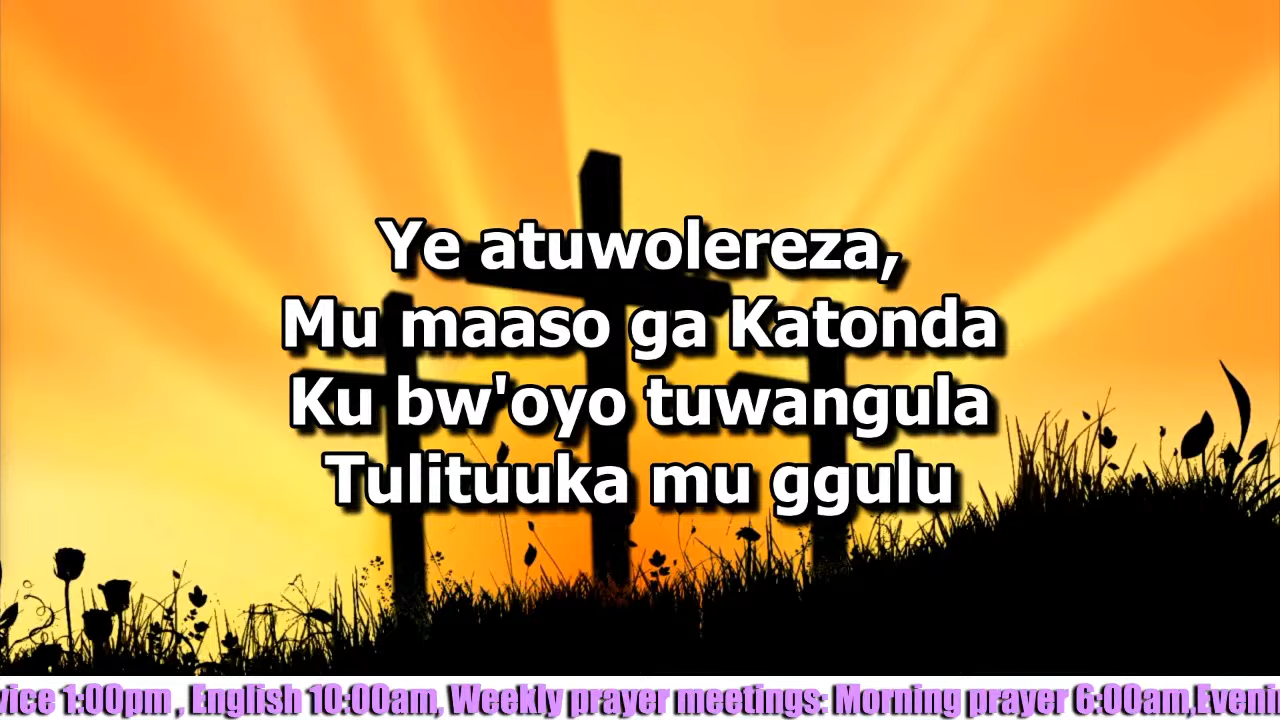 Ye atuwolereza,
Mu maaso ga Katonda
Ku bw'oyo tuwangula
Tulituuka mu ggulu
1:00pm , English 10:00am, Weekly prayer meetings: Morning prayer 6:00am,